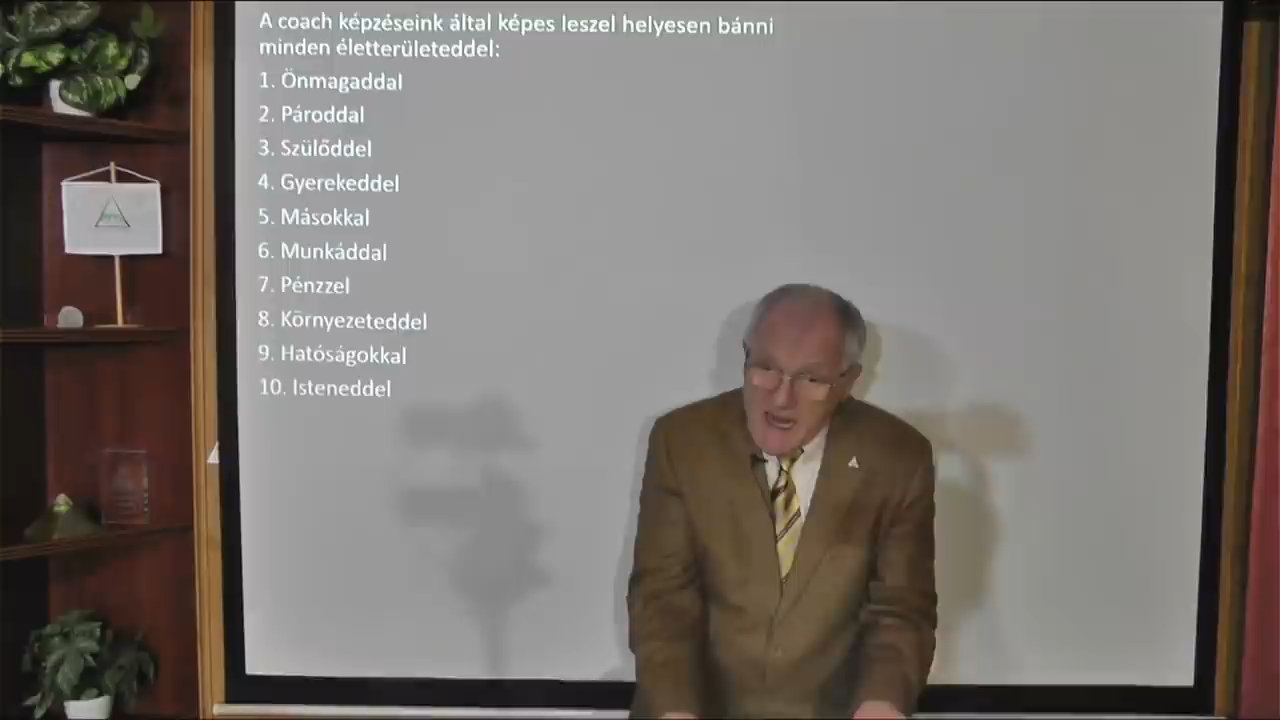 A coach képzéseink által képes leszel helyesen bánni
minden életterületeddel:
1. Önmagaddal
2. Pároddal
3. Szülőddel
4. Gyerekeddel
5. Másokkal
6. Munkáddal
7. Pénzzel
8. Környezeteddel
9. Hatóságokkal
10. Isteneddel